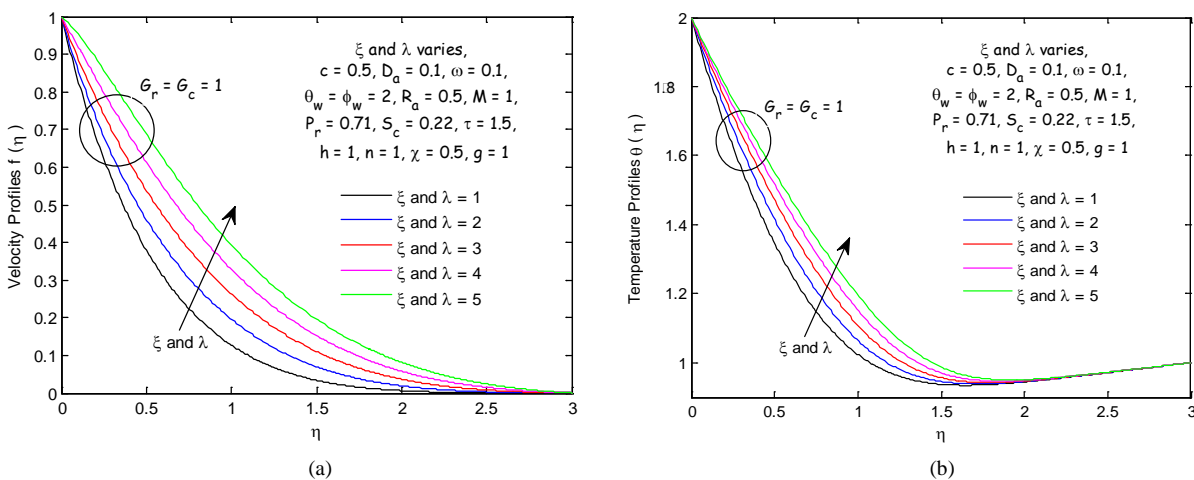 1
0.9
0.8
0.7
0.6
0.5
0.4
0.3
0.2
0.1
0
Velocity Profiles f (η)
G_r = G_c = 1
ξ and λ varies,
c = 0.5, D_a = 0.1, ω = 0.1,
θ_w = ϕ_w = 2, R_a = 0.5, M = 1,
P_r = 0.71, S_c = 0.22, τ = 1.5,
h = 1, n = 1, χ = 0.5, g = 1
ξ and λ = 1
ξ and λ = 2
ξ and λ = 3
ξ and λ = 4
ξ and λ = 5
ξ and λ
0 0.5 1 1.5 2 2.5 3
η
(a)
2
1.8
1.6
1.4
1.2
1
Temperature Profiles θ ( η )
G_r = G_c = 1
ξ and λ varies,
c = 0.5, D_a = 0.1, ω = 0.1,
θ_w = ϕ_w = 2, R_a = 0.5, M = 1,
P_r = 0.71, S_c = 0.22, τ = 1.5,
h = 1, n = 1, χ = 0.5, g = 1
ξ and λ = 1
ξ and λ = 2
ξ and λ = 3
ξ and λ = 4
ξ and λ = 5
ξ and λ
0 0.5 1 1.5 2 2.5 3
η
(b)